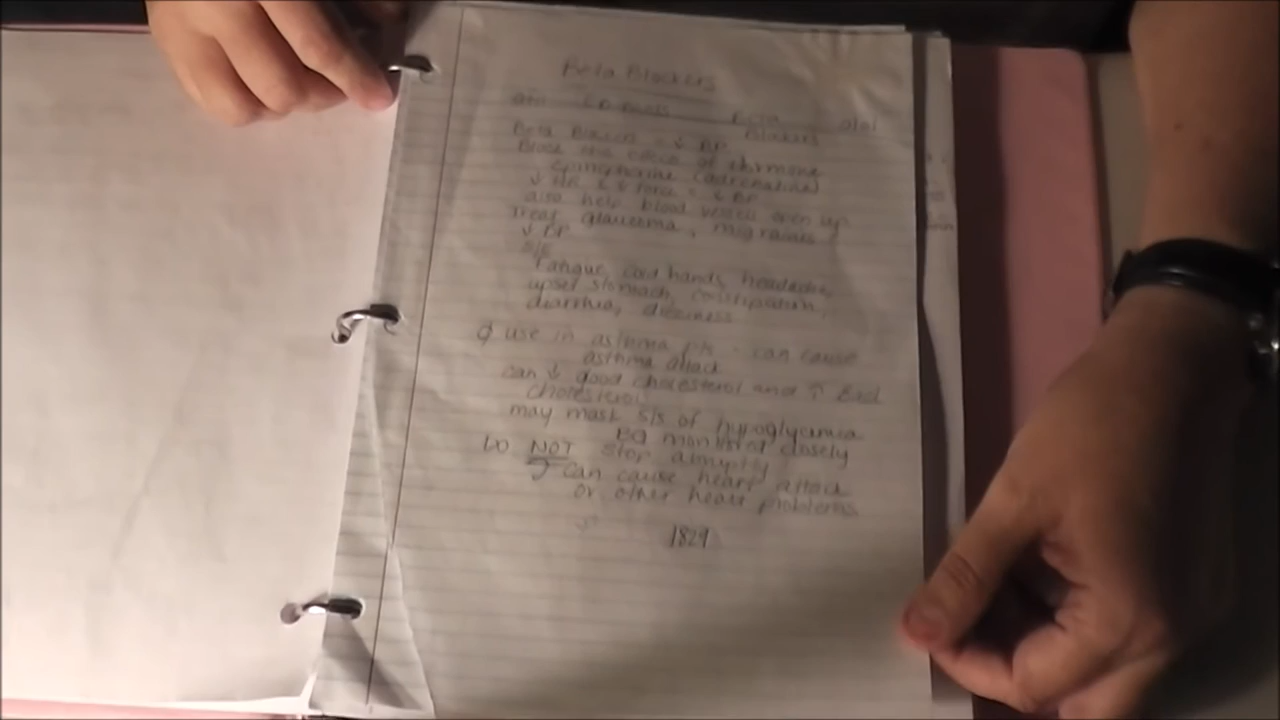 Beta Blockers
Beta Blockers
Beta Blockers = ↓ BP
Block the effects of hormone
epinephrine (adrenaline)
↓ HR & ↓ force = ↓ BP
also help blood vessels open up
Treat glaucoma, migraines
↓ BP
S/E
Fatigue, cold hands, headache,
upset stomach, constipation,
diarrhea, dizziness
use in asthma pts - can cause
asthma attack
can ↓ good cholesterol and ↑ Bad
cholesterol
may mask S/S of hypoglycemia
BG monitor closely
DO NOT stop abruptly
can cause heart attack
or other heart problems
1829